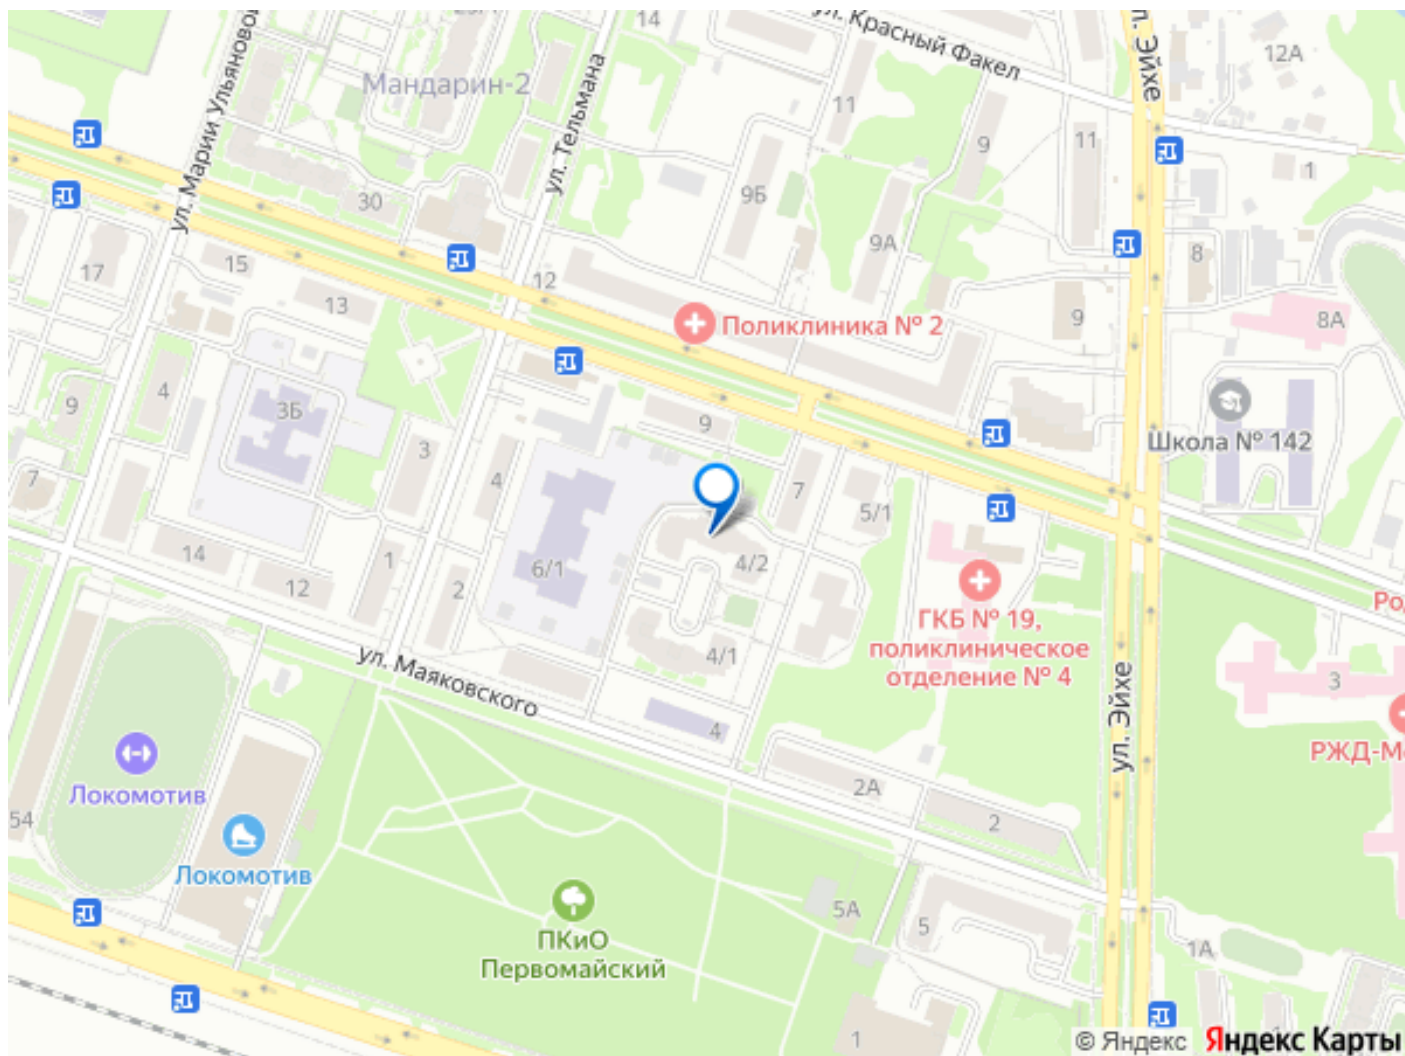 ул. Красный Факел
14
ул. Эйхе
12А
Мандарин-2
ул. Марии Ульяновой
ул. Тельмана
11
9
11
1
9Б
30
9А
8
15
17
12
13
9
8А
Поликлиника № 2
4
9
3Б
9
3
Школа № 142
4
7
7
5/1
14
12
1
2
6/1
4/2
ГКБ № 19,
поликлиническое
отделение № 4
4/1
ул. Маяковского
4
3
ул. Эйхе
Локомотив
2А
2
54
Локомотив
5А
5
ПКиО
Первомайский
1А
1
© Яндекс Яндекс Карты